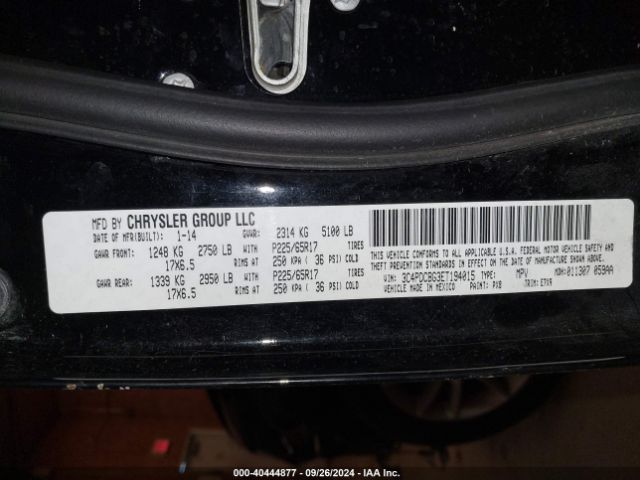 MFD BY CHRYSLER GROUP LLC
DATE OF MFR(BUILT): 1-14 GVWR: 2314 KG 5100 LB
GAWR FRONT: 1248 KG 2750 LB WITH P225/65R17 TIRES
17X6.5 RIMS AT 250 KPA ( 36 PSI) COLD
GAWR REAR: 1339 KG 2950 LB WITH P225/65R17 TIRES
17X6.5 RIMS AT 250 KPA ( 36 PSI) COLD
THIS VEHICLE CONFORMS TO ALL APPLICABLE U.S.A. FEDERAL MOTOR VEHICLE SAFETY
AND THEFT PREVENTION STANDARDS IN EFFECT ON THE DATE OF MANUFACTURE SHOWN ABOVE.
VIN: 3C4PDCBG3ET194015 TYPE: MPV MDH: 011307 059AA
VEHICLE MADE IN MEXICO PAINT: PX8 TRIM: E7X9
000-40444877 - 09/26/2024 - IAA Inc.